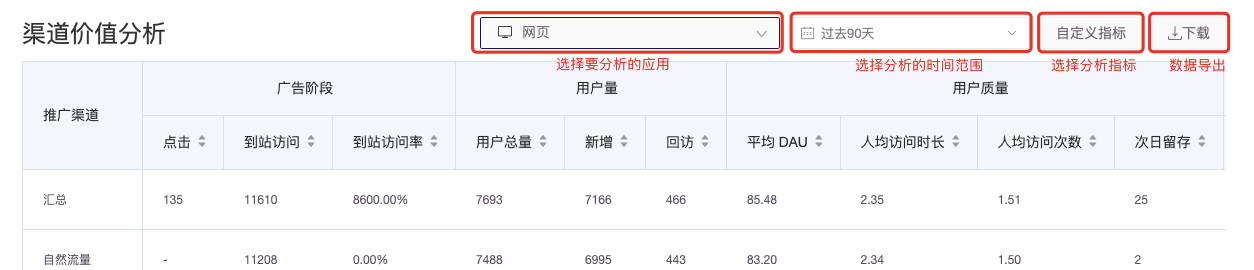 渠道价值分析
网页
过去90天
自定义指标
下载
选择要分析的应用
选择分析的时间范围
选择分析指标
数据导出
推广渠道
广告阶段
用户量
用户质量
点击
到站访问
到站访问率
用户总量
新增
回访
平均 DAU
人均访问时长
人均访问次数
次日留存
汇总
135
11610
8600.00%
7693
7166
466
85.48
2.35
1.51
25
自然流量
-
11208
0.00%
7488
6995
443
83.20
2.34
1.50
2